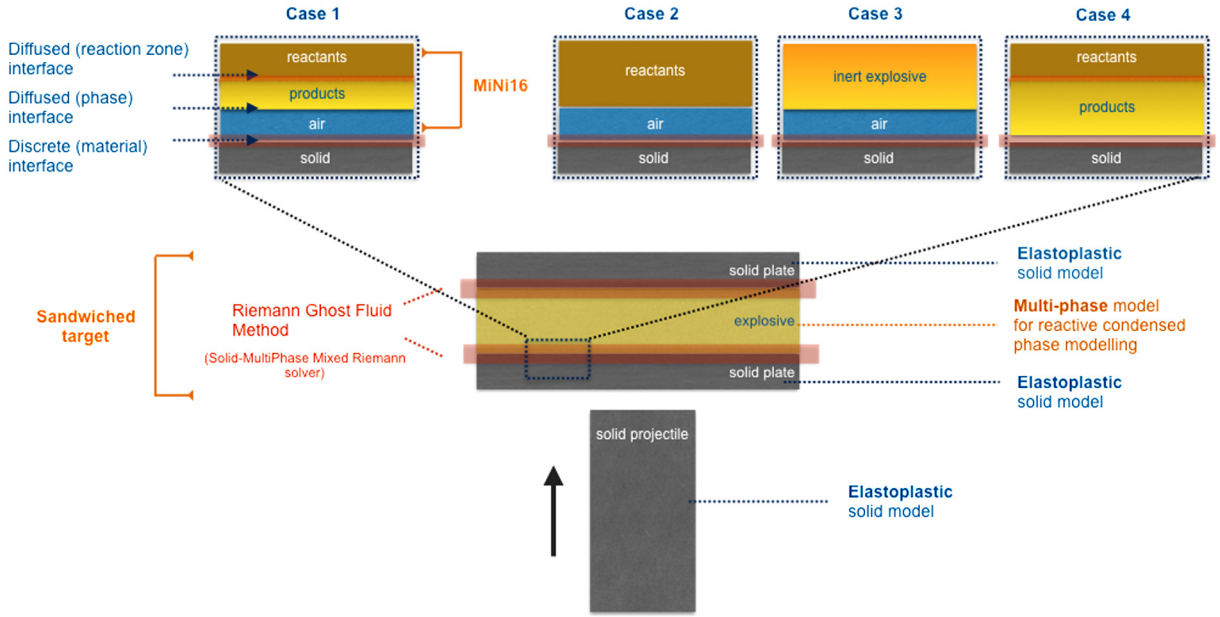 Case 1
Case 2
Case 3
Case 4
Diffused (reaction zone)
interface
Diffused (phase)
interface
Discrete (material)
interface
reactants
products
air
solid
MiNi16
reactants
air
solid
inert explosive
air
solid
reactants
products
solid
Sandwiched
target
Riemann Ghost Fluid
Method
(Solid-MultiPhase Mixed Riemann
solver)
solid plate
explosive
solid plate
Elastoplastic
solid model
Multi-phase model
for reactive condensed
phase modelling
Elastoplastic
solid model
solid projectile
Elastoplastic
solid model